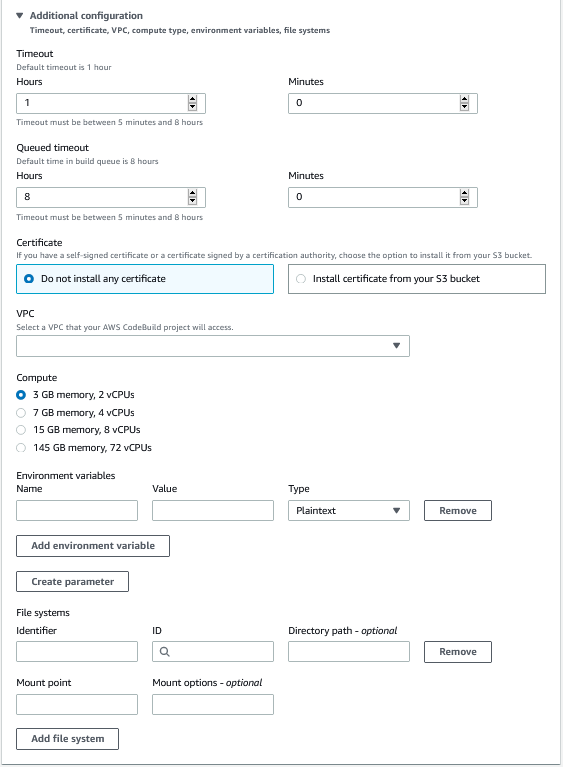 Additional configuration
Timeout, certificate, VPC, compute type, environment variables, file systems
Timeout
Default timeout is 1 hour
Hours Minutes
1 0
Timeout must be between 5 minutes and 8 hours
Queued timeout
Default time in build queue is 8 hours
Hours Minutes
8 0
Timeout must be between 5 minutes and 8 hours
Certificate
If you have a self-signed certificate or a certificate signed by a certification authority, choose the option to install it from your S3 bucket.
Do not install any certificate Install certificate from your S3 bucket
VPC
Select a VPC that your AWS CodeBuild project will access.
Compute
3 GB memory, 2 vCPUs
7 GB memory, 4 vCPUs
15 GB memory, 8 vCPUs
145 GB memory, 72 vCPUs
Environment variables
Name Value Type
Plaintext Remove
Add environment variable
Create parameter
File systems
Identifier ID Directory path - optional
Remove
Mount point Mount options - optional
Add file system